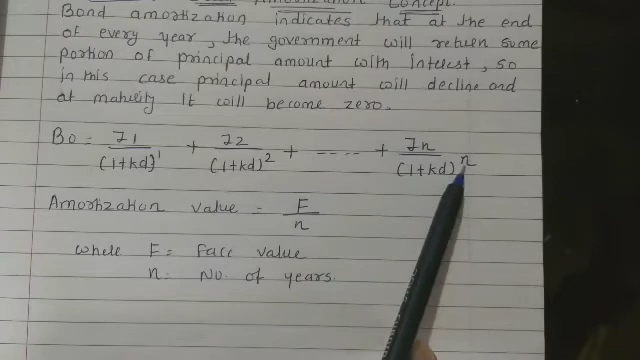 Concept.
Bond amortization indicates that at the end
of every year, the government will return some
portion of principal amount with interest, so
in this case principal amount will decline and
at maturity It will become zero.
B0 = I1/(1+kd)^1 + I2/(1+kd)^2 + ----- + In/(1+kd)^n
Amortization value = F/n
where F = Face value
n = No. of years.